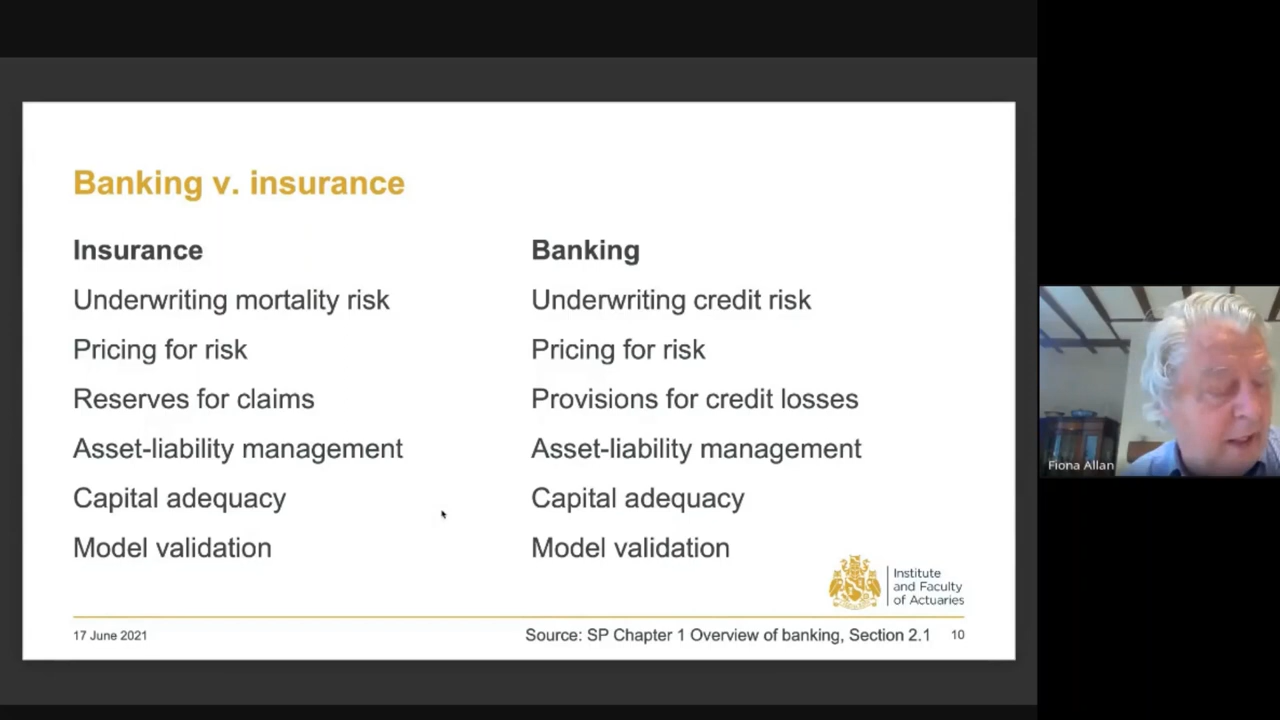 Banking v. insurance
Insurance
Banking
Underwriting mortality risk
Underwriting credit risk
Pricing for risk
Pricing for risk
Reserves for claims
Provisions for credit losses
Asset-liability management
Asset-liability management
Capital adequacy
Capital adequacy
Model validation
Model validation
Institute
and Faculty
of Actuaries
17 June 2021
Source: SP Chapter 1 Overview of banking, Section 2.1
10
Fiona Allan